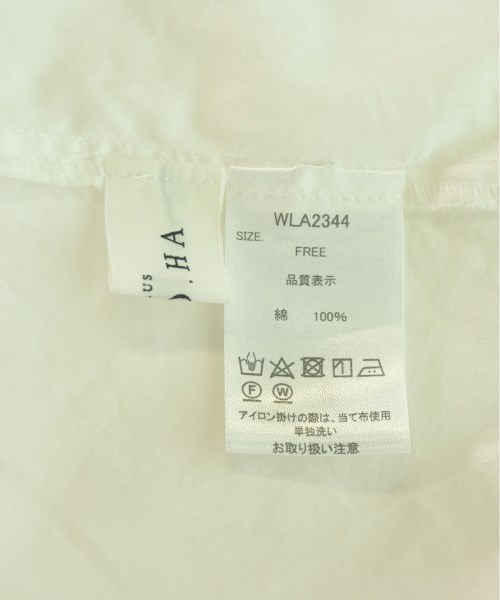 US
.HA
WLA2344
SIZE.
FREE
品質表示
綿 100%
F W
アイロン掛けの際は、当て布使用
単独洗い
お取り扱い注意